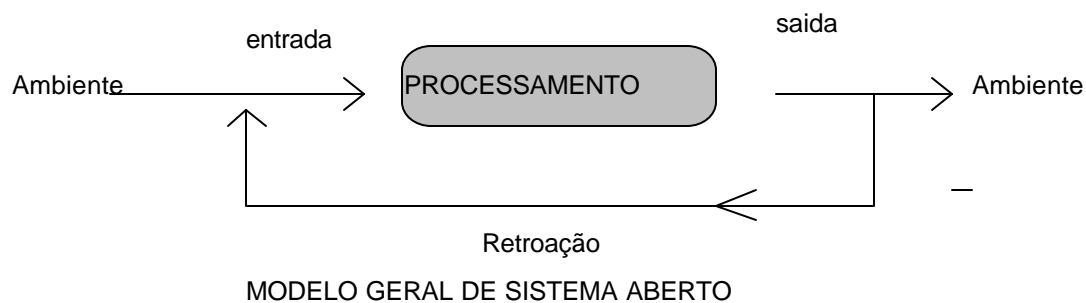 saida
entrada
Ambiente
PROCESSAMENTO
Ambiente
Retroação
MODELO GERAL DE SISTEMA ABERTO